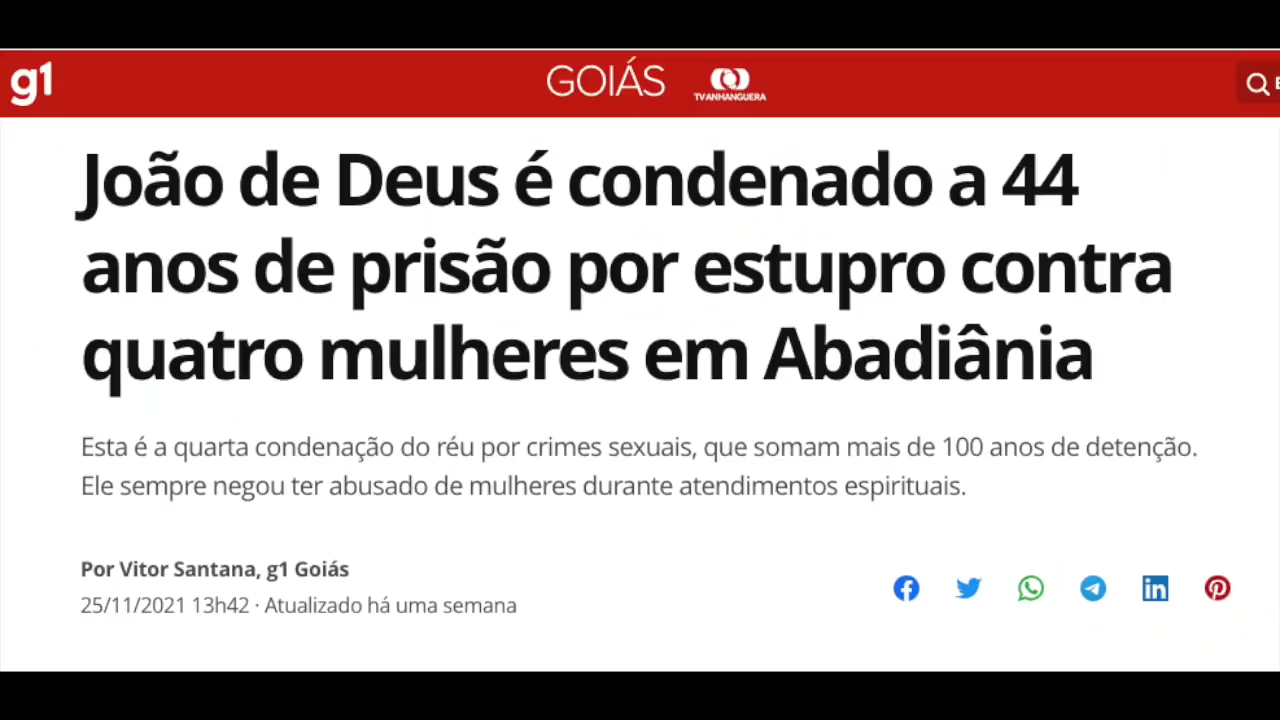 g1
GOIÁS
TV ANHANGUERA
João de Deus é condenado a 44
anos de prisão por estupro contra
quatro mulheres em Abadiânia
Esta é a quarta condenação do réu por crimes sexuais, que somam mais de 100 anos de detenção.
Ele sempre negou ter abusado de mulheres durante atendimentos espirituais.
Por Vitor Santana, g1 Goiás
25/11/2021 13h42 · Atualizado há uma semana